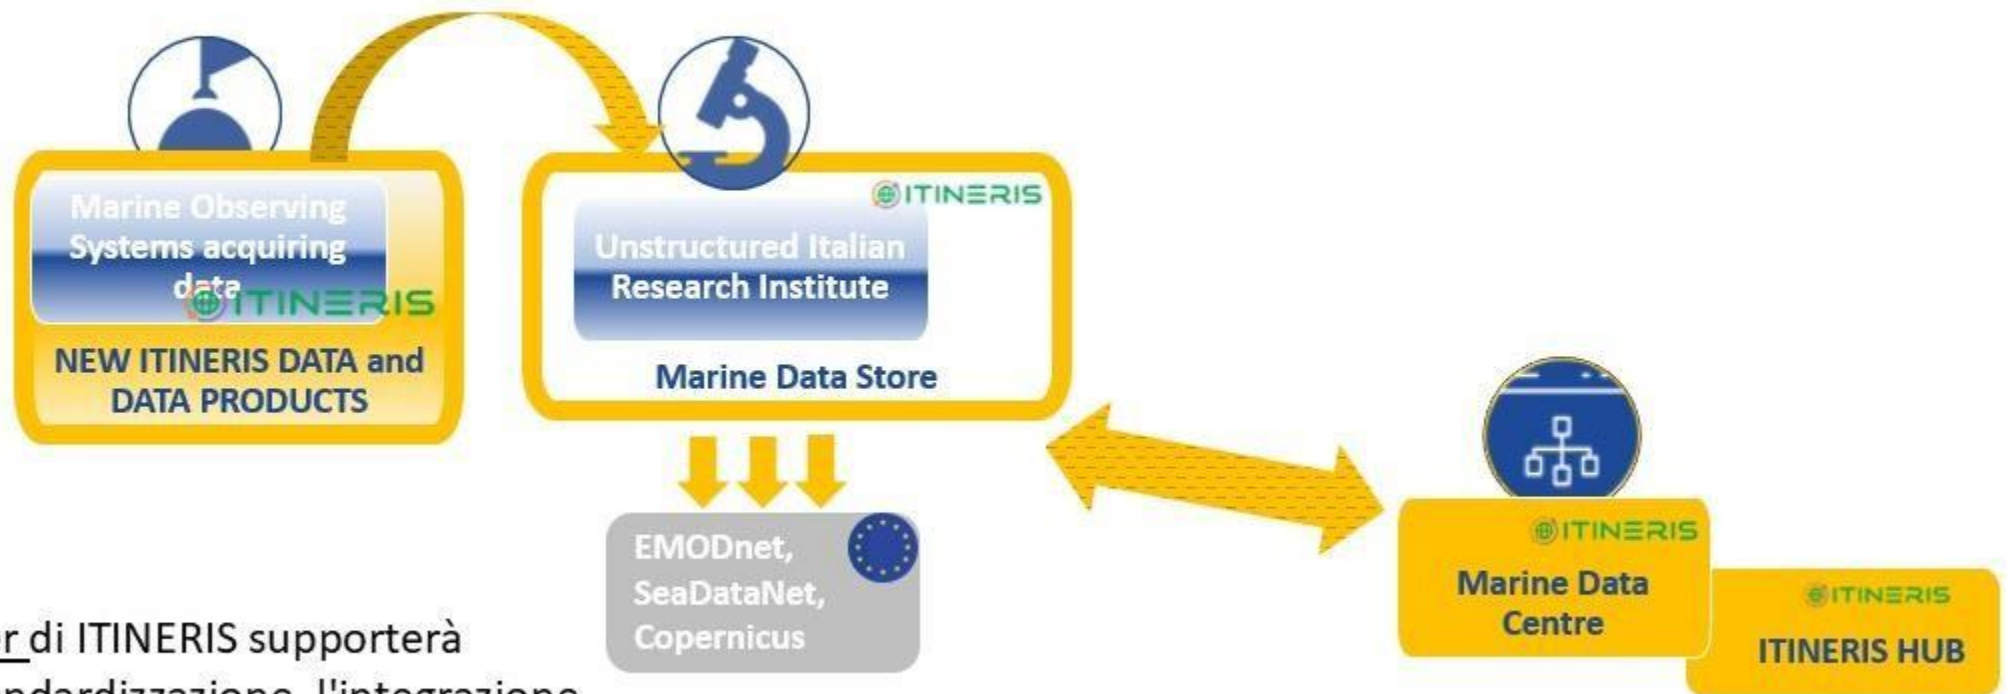 Marine Observing
Systems acquiring
data
ITINERIS
NEW ITINERIS DATA and
DATA PRODUCTS
ITINERIS
Unstructured Italian
Research Institute
Marine Data Store
EMODnet,
SeaDataNet,
Copernicus
ITINERIS
Marine Data
Centre
ITINERIS
ITINERIS HUB
di ITINERIS supporterà
l'integrazione